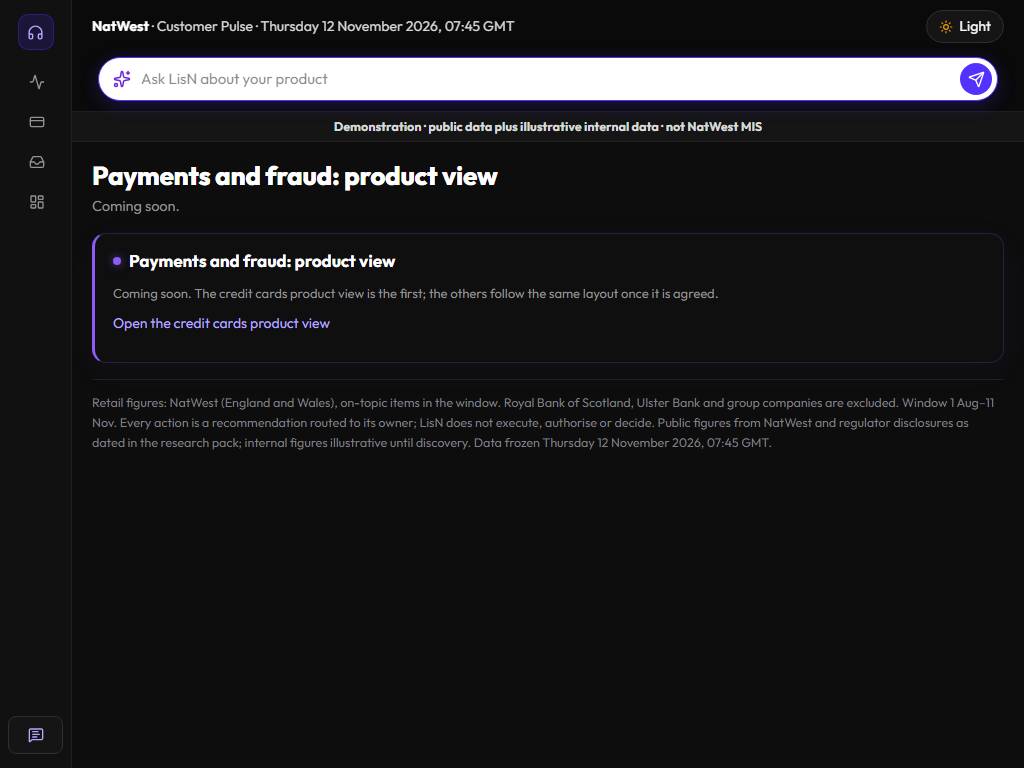 NatWest · Customer Pulse · Thursday 12 November 2026, 07:45 GMT
Light
Ask LisN about your product
Demonstration · public data plus illustrative internal data · not NatWest MIS
Payments and fraud: product view
Coming soon.
Payments and fraud: product view
Coming soon. The credit cards product view is the first; the others follow the same layout once it is agreed.
Open the credit cards product view
Retail figures: NatWest (England and Wales), on-topic items in the window. Royal Bank of Scotland, Ulster Bank and group companies are excluded. Window 1 Aug–11
Nov. Every action is a recommendation routed to its owner; LisN does not execute, authorise or decide. Public figures from NatWest and regulator disclosures as
dated in the research pack; internal figures illustrative until discovery. Data frozen Thursday 12 November 2026, 07:45 GMT.